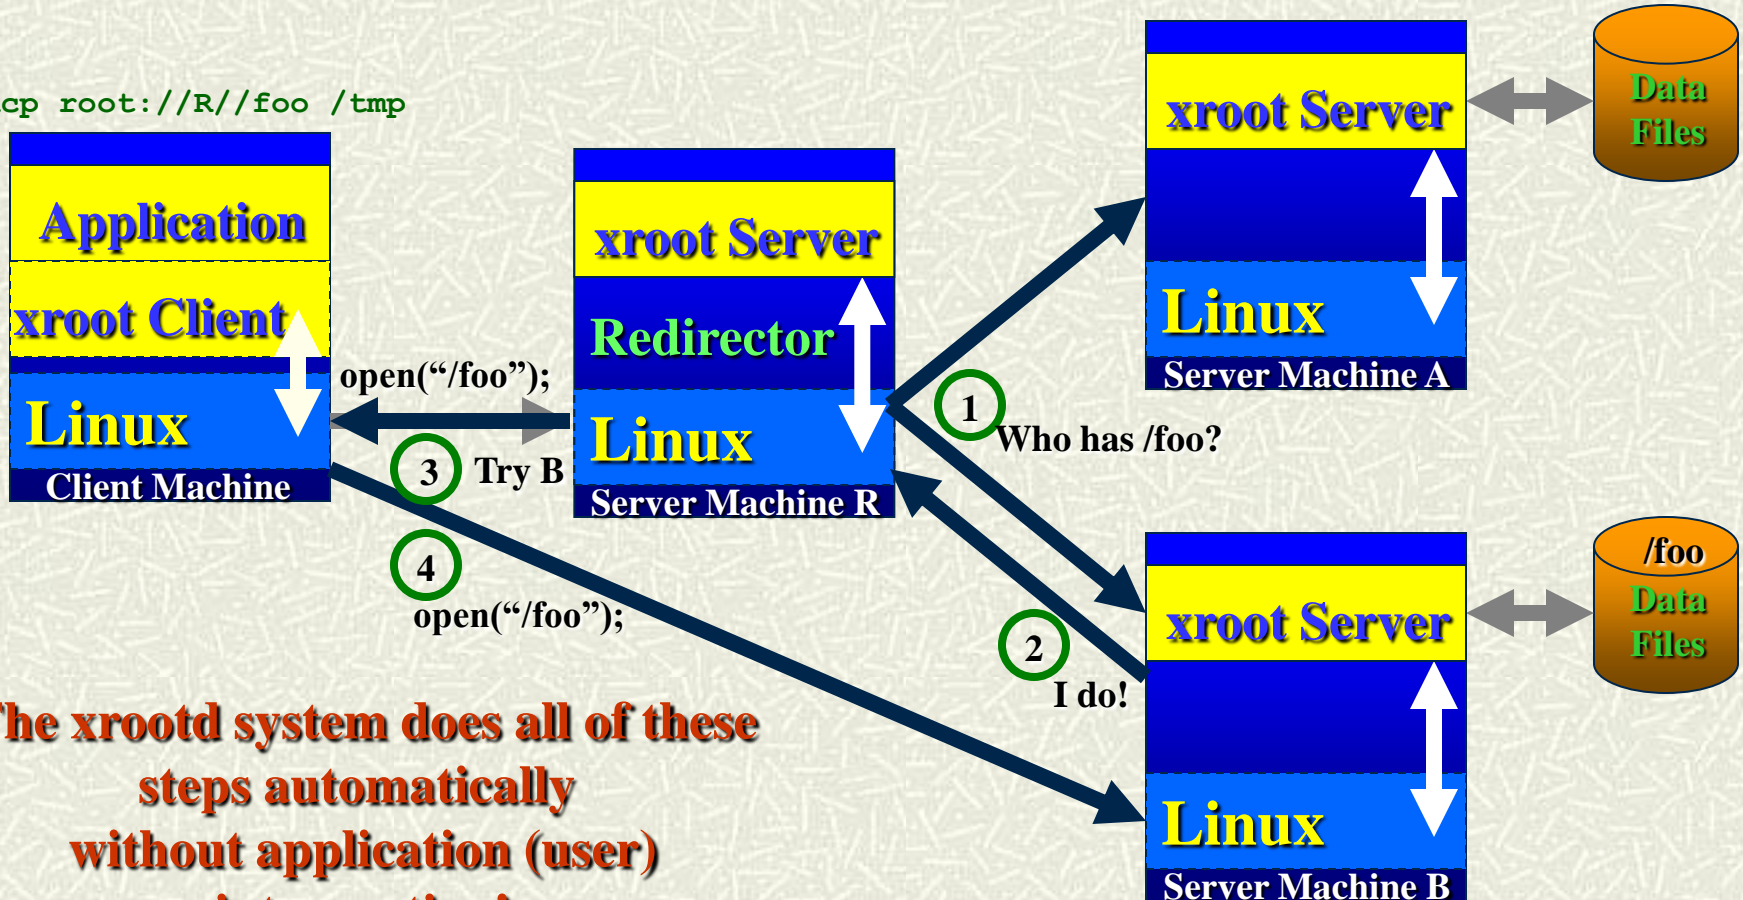 cp root://R//foo /tmp
Application
xroot Client
Linux
Client Machine
open(“/foo”);
3
Try B
4
open(“/foo”);
xroot Server
Redirector
Linux
Server Machine R
1
Who has /foo?
2
I do!
xroot Server
Linux
Server Machine A
Data
Files
xroot Server
Linux
Server Machine B
/foo
Data
Files
The xrootd system does all of these
steps automatically
without application (user)